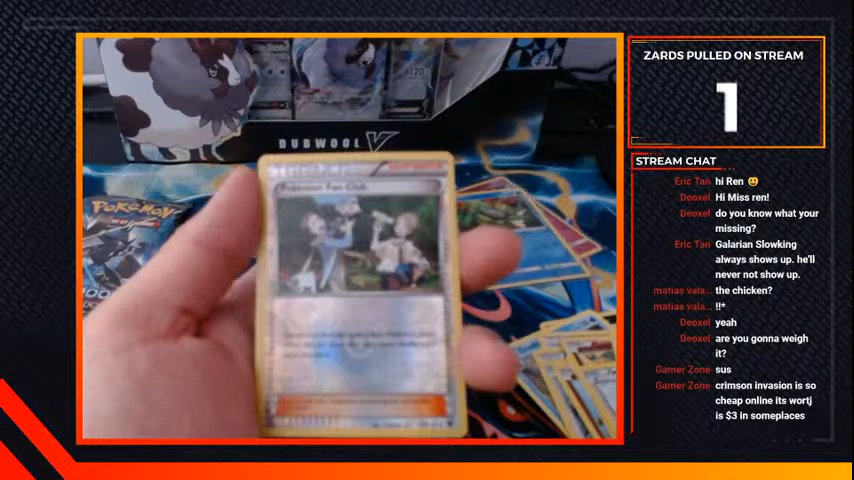 ZARDS PULLED ON STREAM
1
STREAM CHAT
Eric Tan hi Ren 😃
Deoxel Hi Miss ren!
Deoxel do you know what your
missing?
Eric Tan Galarian Slowking
always shows up. he'll
never not show up.
matias vala... the chicken?
matias vala... !!*
Deoxel yeah
Deoxel are you gonna weigh
it?
Gamer Zone sus
Gamer Zone crimson invasion is so
cheap online its wortj
is $3 in someplaces
DUBWOOL V
120
POKéMON
Pokémon Fan Club